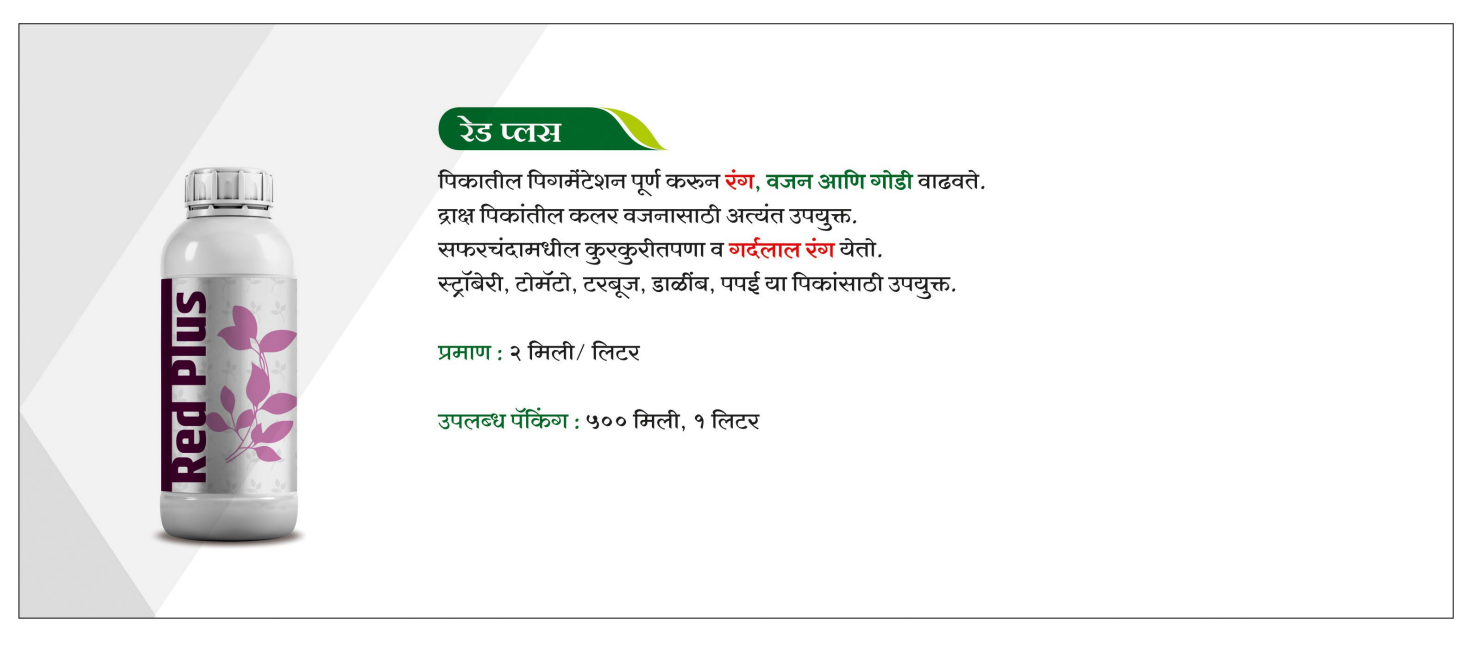 रेड प्लस
पिकातील पिगमेंटेशन पूर्ण करून रंग, वजन आणि गोडी वाढवते.
द्राक्ष पिकांतील कलर वजनासाठी अत्यंत उपयुक्त.
सफरचंदामधील कुरकुरीतपणा व गर्दलाल रंग येतो.
स्ट्रॉबेरी, टोमॅटो, टरबूज, डाळींब, पपई या पिकांसाठी उपयुक्त.
प्रमाण : २ मिली/ लिटर
उपलब्ध पॅकिंग : ५०० मिली, १ लिटर
Red Plus